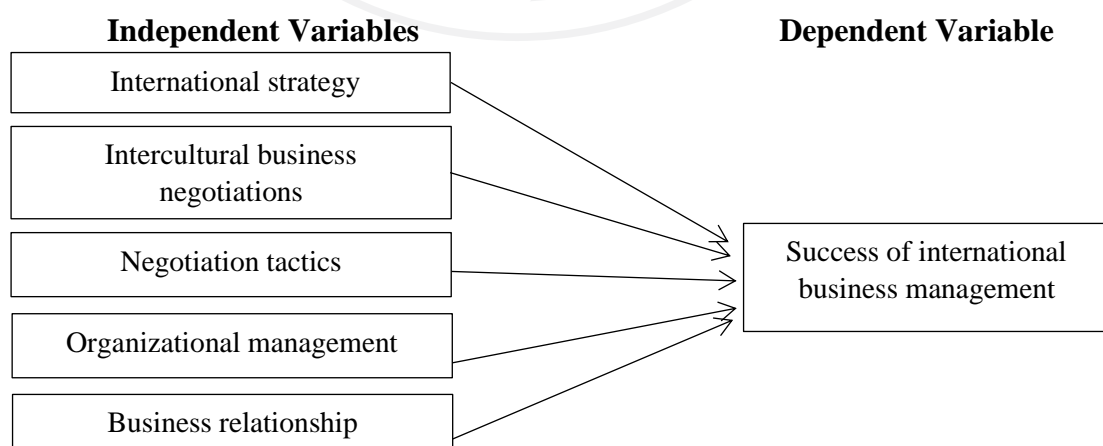 Independent Variables
Dependent Variable
International strategy
Intercultural business
negotiations
Negotiation tactics
Organizational management
Business relationship
Success of international
business management